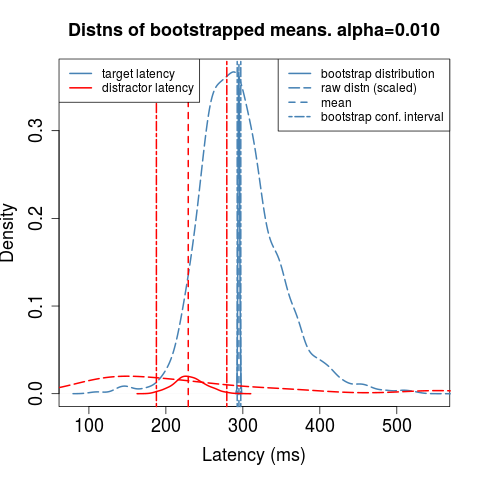 Distns of bootstrapped means. alpha=0.010
target latency
distractor latency
bootstrap distribution
raw distn (scaled)
mean
bootstrap conf. interval
Density
0.3
0.2
0.1
0.0
100 200 300 400 500
Latency (ms)